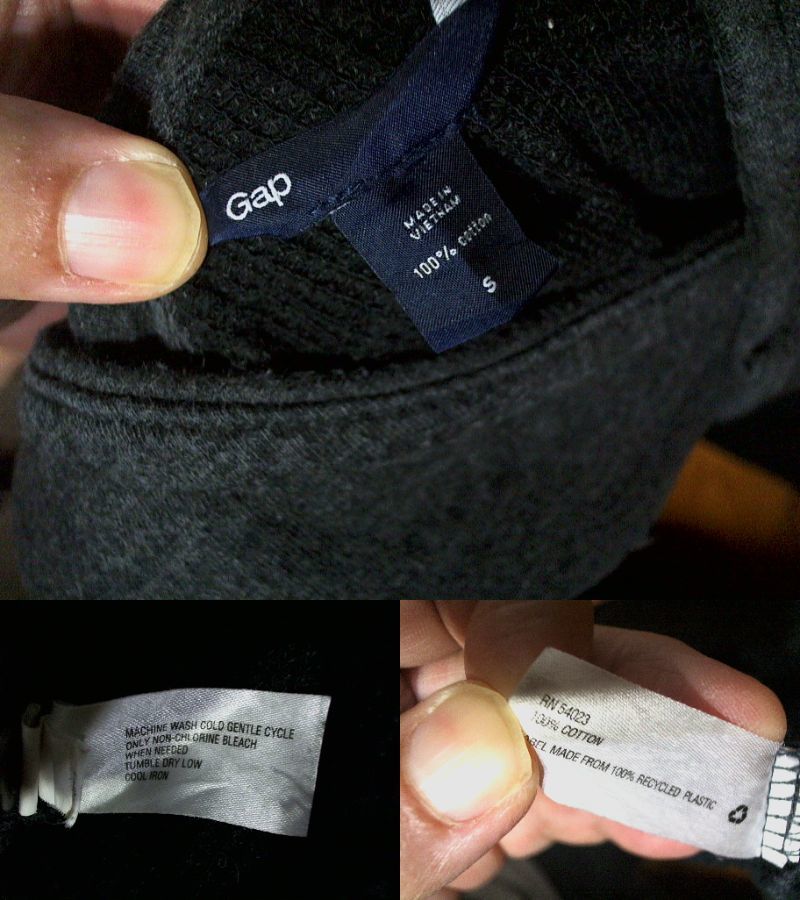 Gap
MADE IN
VIETNAM
100% cotton
S
MACHINE WASH COLD GENTLE CYCLE
ONLY NON-CHLORINE BLEACH
WHEN NEEDED
TUMBLE DRY LOW
COOL IRON
RN 54023
100% COTTON
MADE FROM 100% RECYCLED PLASTIC